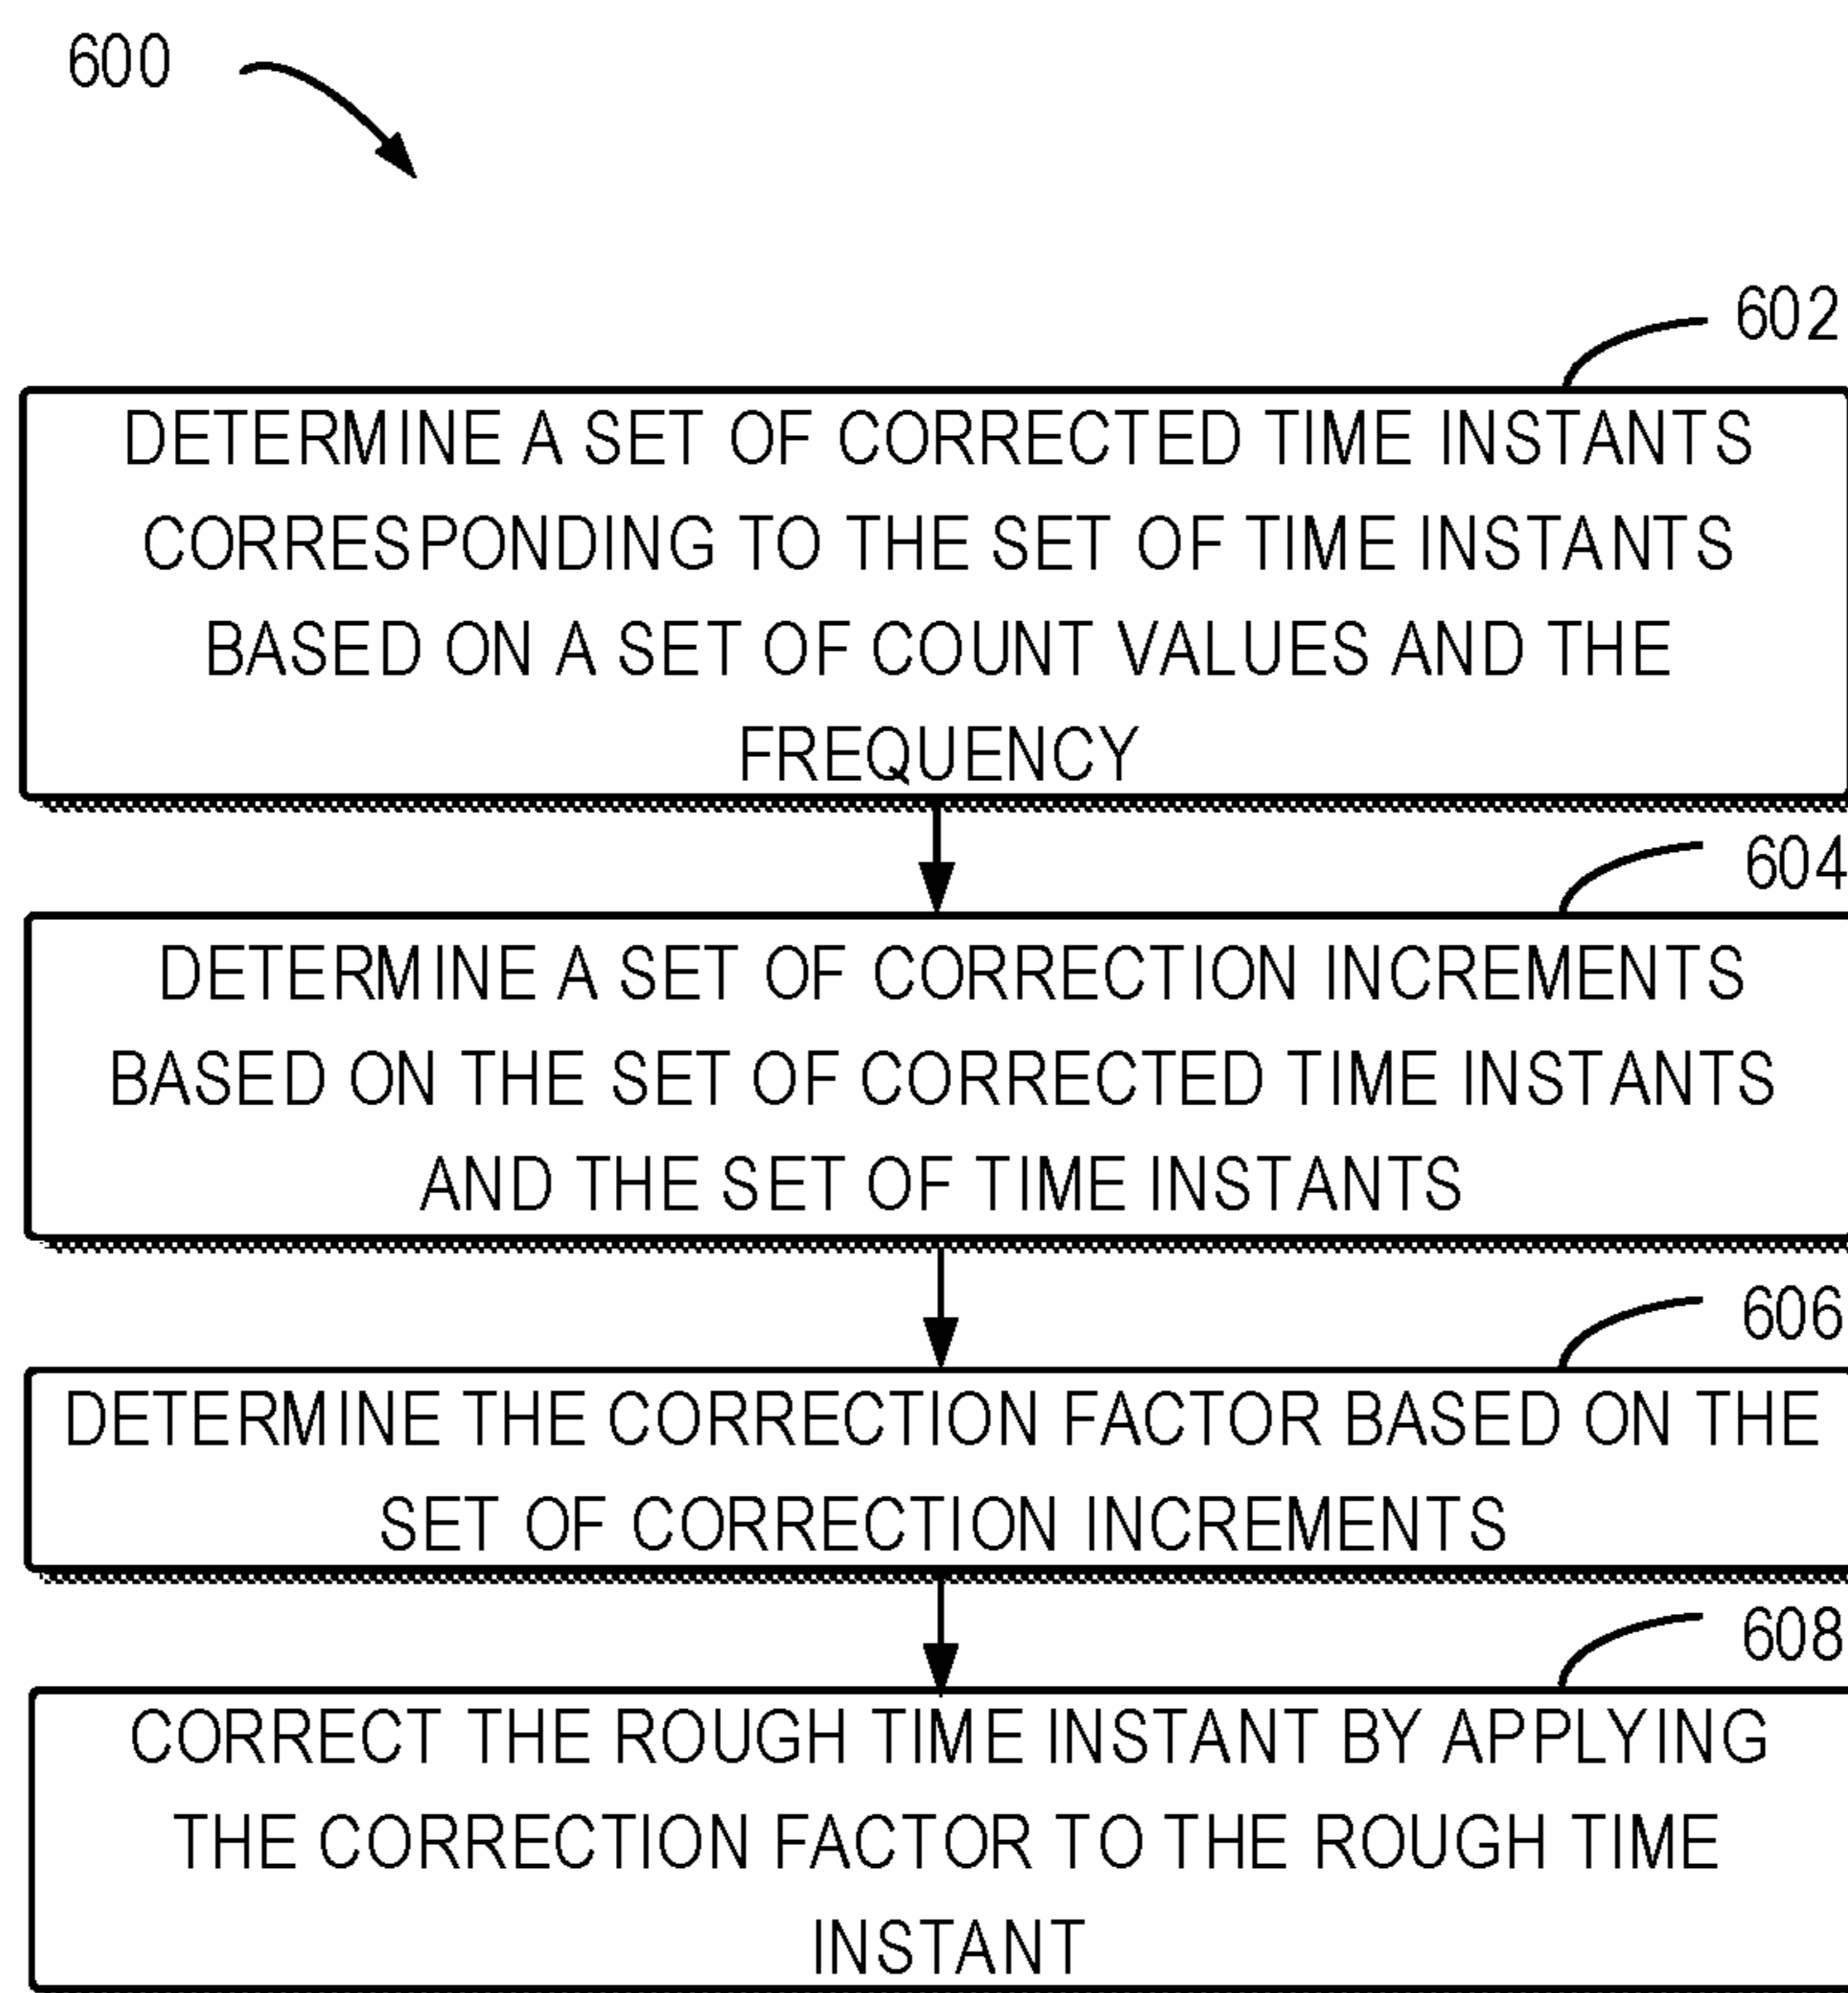 600
602
DETERMINE A SET OF CORRECTED TIME INSTANTS
CORRESPONDING TO THE SET OF TIME INSTANTS
BASED ON A SET OF COUNT VALUES AND THE
FREQUENCY
604
DETERMINE A SET OF CORRECTION INCREMENTS
BASED ON THE SET OF CORRECTED TIME INSTANTS
AND THE SET OF TIME INSTANTS
606
DETERMINE THE CORRECTION FACTOR BASED ON THE
SET OF CORRECTION INCREMENTS
608
CORRECT THE ROUGH TIME INSTANT BY APPLYING
THE CORRECTION FACTOR TO THE ROUGH TIME
INSTANT